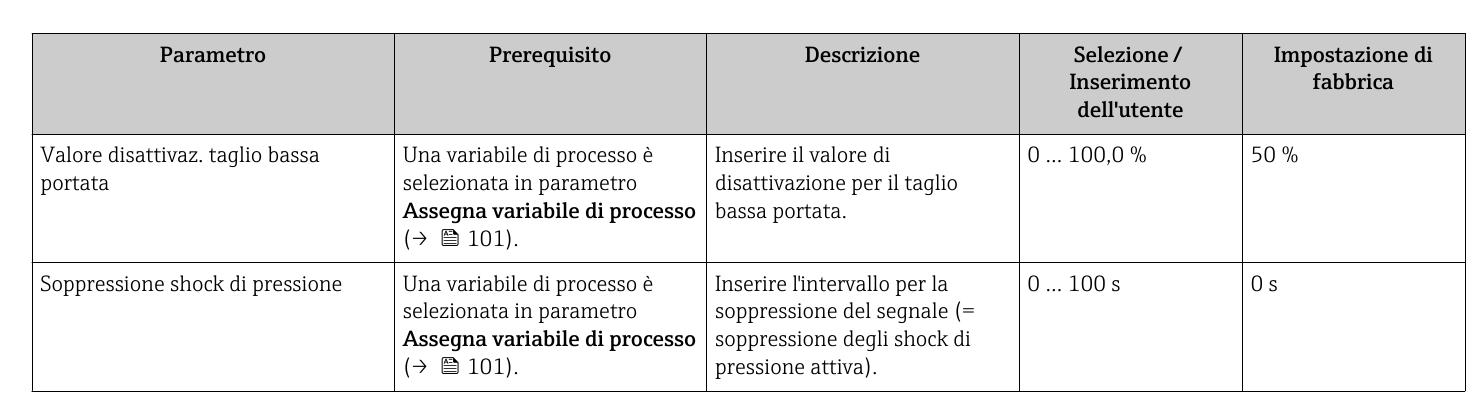 Parametro
Prerequisito
Descrizione
Selezione /
Inserimento
dell'utente
Impostazione di
fabbrica
Valore disattivaz. taglio bassa
portata
Una variabile di processo è
selezionata in parametro
Assegna variabile di processo
(→ 101).
Inserire il valore di
disattivazione per il taglio
bassa portata.
0 … 100,0 %
50 %
Soppressione shock di pressione
Una variabile di processo è
selezionata in parametro
Assegna variabile di processo
(→ 101).
Inserire l'intervallo per la
soppressione del segnale (=
soppressione degli shock di
pressione attiva).
0 … 100 s
0 s